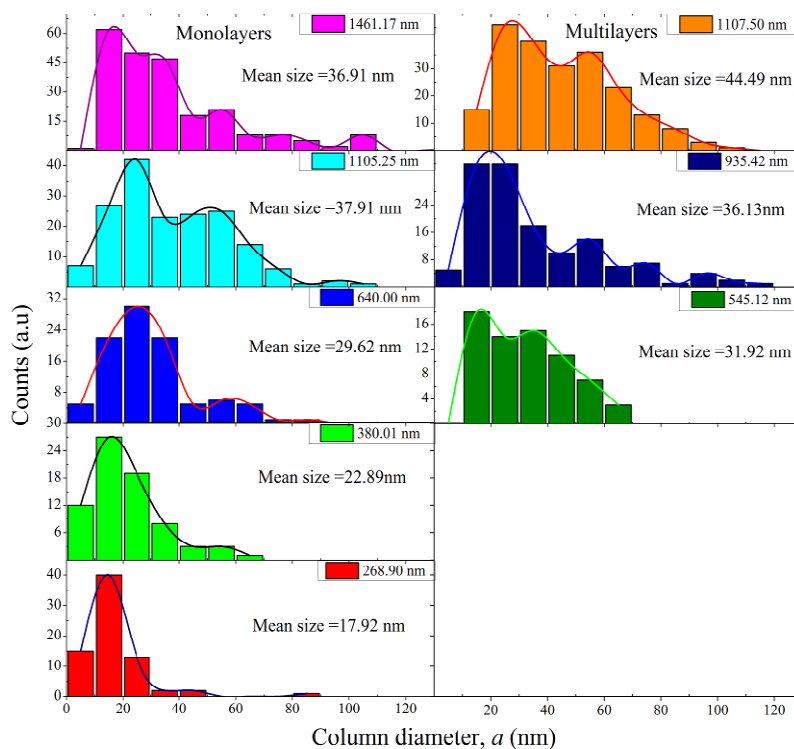 Monolayers
1461.17 nm
Mean size =36.91 nm
60
45
30
15
Multilayers
1107.50 nm
Mean size =44.49 nm
40
30
20
10
1105.25 nm
Mean size =37.91 nm
40
30
20
10
935.42 nm
Mean size =36.13nm
32
24
16
8
640.00 nm
Mean size =29.62 nm
32
24
16
8
545.12 nm
Mean size =31.92 nm
16
12
8
4
380.01 nm
Mean size =22.89nm
30
24
18
12
6
268.90 nm
Mean size =17.92 nm
40
30
20
10
0
0 20 40 60 80 100 120
0 20 40 60 80 100 120
Counts (a.u)
Column diameter, a (nm)